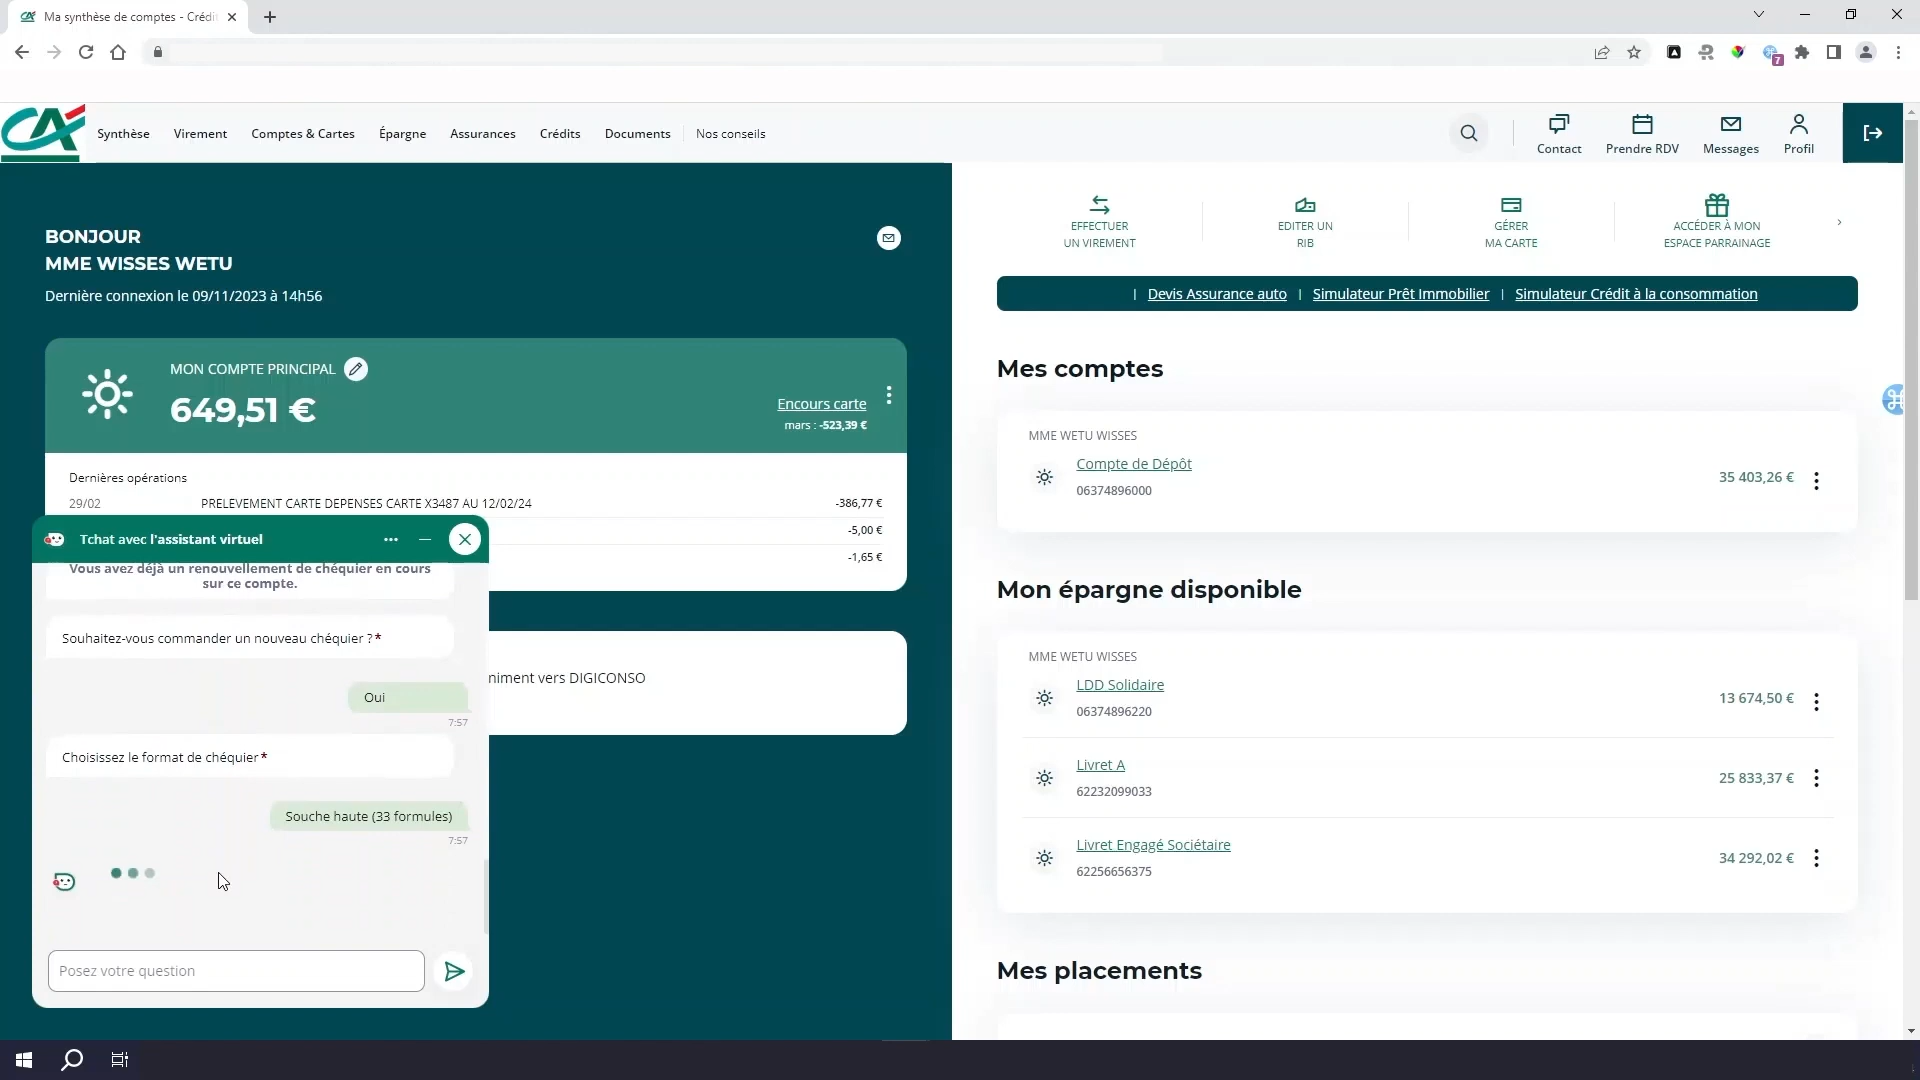 Ma synthèse de comptes - Crédi
7
CA
Synthèse
Virement
Comptes & Cartes
Épargne
Assurances
Crédits
Documents
Nos conseils
Contact
Prendre RDV
Messages
Profil
BONJOUR
MME WISSES WETU
Dernière connexion le 09/11/2023 à 14h56
MON COMPTE PRINCIPAL
649,51 €
Encours carte
mars : -523,39 €
Dernières opérations
29/02 PRELEVEMENT CARTE DEPENSES CARTE X3487 AU 12/02/24 -386,77 €
-5,00 €
-1,65 €
niment vers DIGICONSO
Tchat avec l'assistant virtuel
Vous avez déjà un renouvellement de chéquier en cours
sur ce compte.
Souhaitez-vous commander un nouveau chéquier ?*
Oui
7:57
Choisissez le format de chéquier*
Souche haute (33 formules)
7:57
Posez votre question
EFFECTUER
UN VIREMENT
EDITER UN
RIB
GÉRER
MA CARTE
ACCÉDER À MON
ESPACE PARRAINAGE
| Devis Assurance auto | Simulateur Prêt Immobilier | Simulateur Crédit à la consommation
Mes comptes
MME WETU WISSES
Compte de Dépôt
06374896000
35 403,26 €
Mon épargne disponible
MME WETU WISSES
LDD Solidaire
06374896220
13 674,50 €
Livret A
62232099033
25 833,37 €
Livret Engagé Sociétaire
62256656375
34 292,02 €
Mes placements